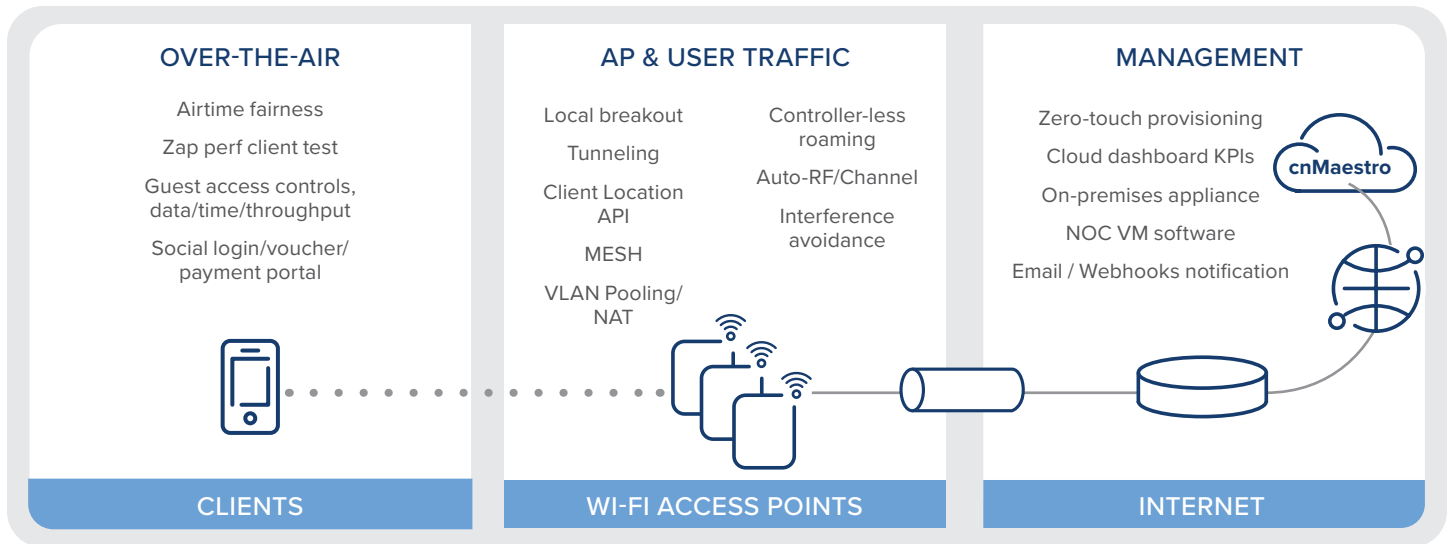 OVER-THE-AIR
Airtime fairness
Zap perf client test
Guest access controls,
data/time/throughput
Social login/voucher/
payment portal
CLIENTS
AP & USER TRAFFIC
Local breakout
Tunneling
Client Location
API
MESH
VLAN Pooling/
NAT
Controller-less
roaming
Auto-RF/Channel
Interference
avoidance
WI-FI ACCESS POINTS
MANAGEMENT
Zero-touch provisioning
Cloud dashboard KPIs
On-premises appliance
NOC VM software
Email / Webhooks notification
cnMaestro
INTERNET